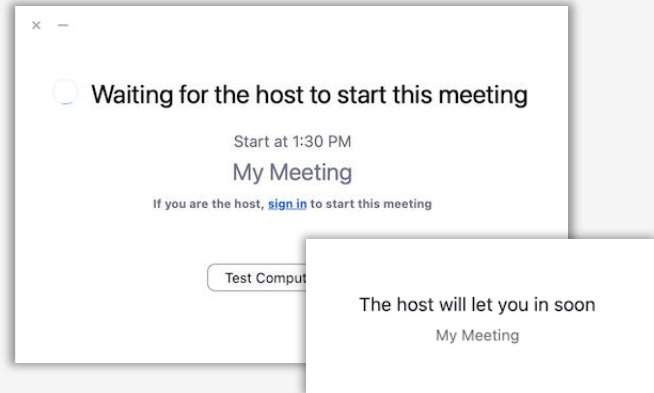 Waiting for the host to start this meeting
Start at 1:30 PM
My Meeting
If you are the host, sign in to start this meeting
Test
The host will let you in soon
My Meeting